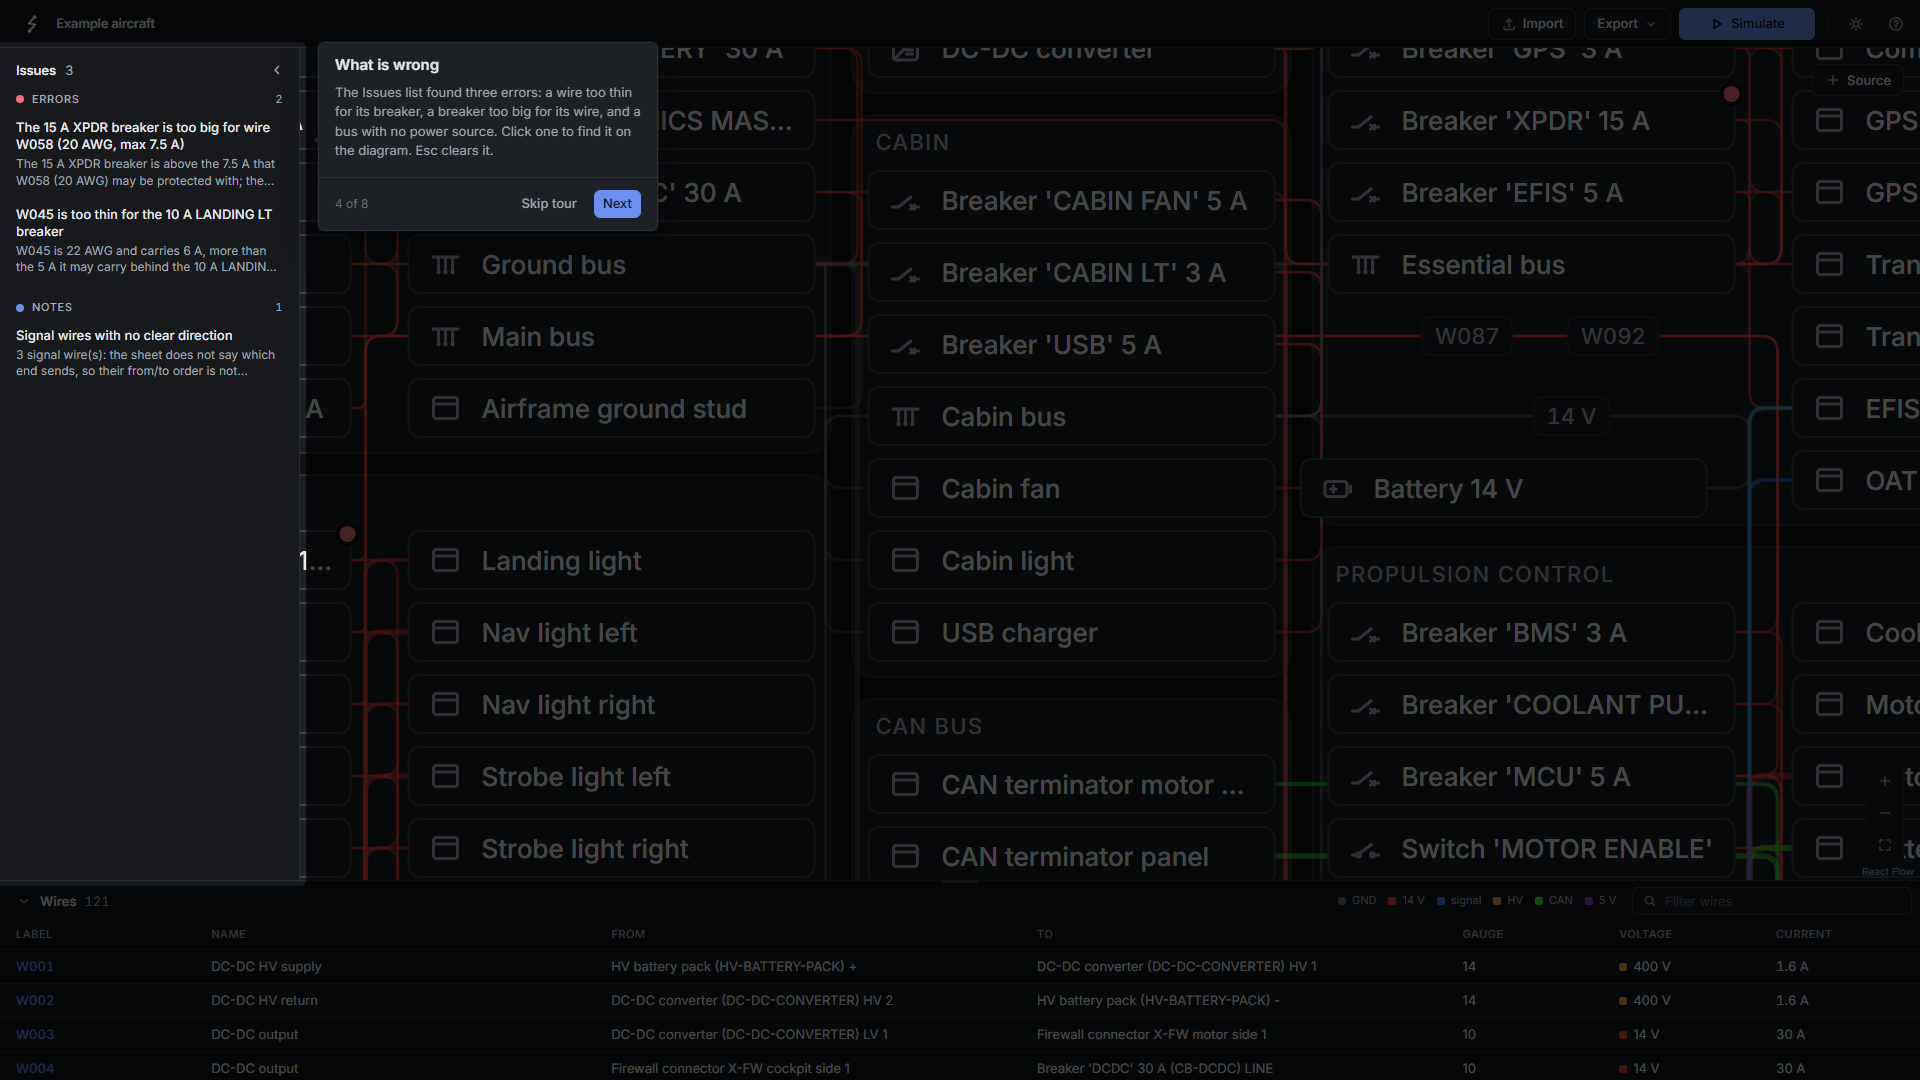 Example aircraft
Import
Export
Simulate
Issues 3
ERRORS 2
The 15 A XPDR breaker is too big for wire
W058 (20 AWG, max 7.5 A)
The 15 A XPDR breaker is above the 7.5 A that
W058 (20 AWG) may be protected with; the...
W045 is too thin for the 10 A LANDING LT
breaker
W045 is 22 AWG and carries 6 A, more than
the 5 A it may carry behind the 10 A LANDIN...
NOTES 1
Signal wires with no clear direction
3 signal wire(s): the sheet does not say which
end sends, so their from/to order is not...
What is wrong
The Issues list found three errors: a wire too thin
for its breaker, a breaker too big for its wire, and a
bus with no power source. Click one to find it on
the diagram. Esc clears it.
4 of 8
Skip tour
Next
ERY' 30 A
ICS MAS...
C' 30 A
A
1...
Ground bus
Main bus
Airframe ground stud
Landing light
Nav light left
Nav light right
Strobe light left
Strobe light right
DC-DC converter
CABIN
Breaker 'CABIN FAN' 5 A
Breaker 'CABIN LT' 3 A
Breaker 'USB' 5 A
Cabin bus
Cabin fan
Cabin light
USB charger
CAN BUS
CAN terminator motor ...
CAN terminator panel
Breaker 'GPS' 3 A
Breaker 'XPDR' 15 A
Breaker 'EFIS' 5 A
Essential bus
W087
W092
14 V
Battery 14 V
PROPULSION CONTROL
Breaker 'BMS' 3 A
Breaker 'COOLANT PU...
Breaker 'MCU' 5 A
Switch 'MOTOR ENABLE'
Source
GPS
GPS
Tran
Tran
EFIS
OAT
Cool
Moto
React Flow
Wires 121
GND
14 V
signal
HV
CAN
5 V
Filter wires
LABEL NAME FROM TO GAUGE VOLTAGE CURRENT
W001 DC-DC HV supply HV battery pack (HV-BATTERY-PACK) + DC-DC converter (DC-DC-CONVERTER) HV 1 14 400 V 1.6 A
W002 DC-DC HV return DC-DC converter (DC-DC-CONVERTER) HV 2 HV battery pack (HV-BATTERY-PACK) - 14 400 V 1.6 A
W003 DC-DC output DC-DC converter (DC-DC-CONVERTER) LV 1 Firewall connector X-FW motor side 1 10 14 V 30 A
W004 DC-DC output Firewall connector X-FW cockpit side 1 Breaker 'DCDC' 30 A (CB-DCDC) LINE 10 14 V 30 A